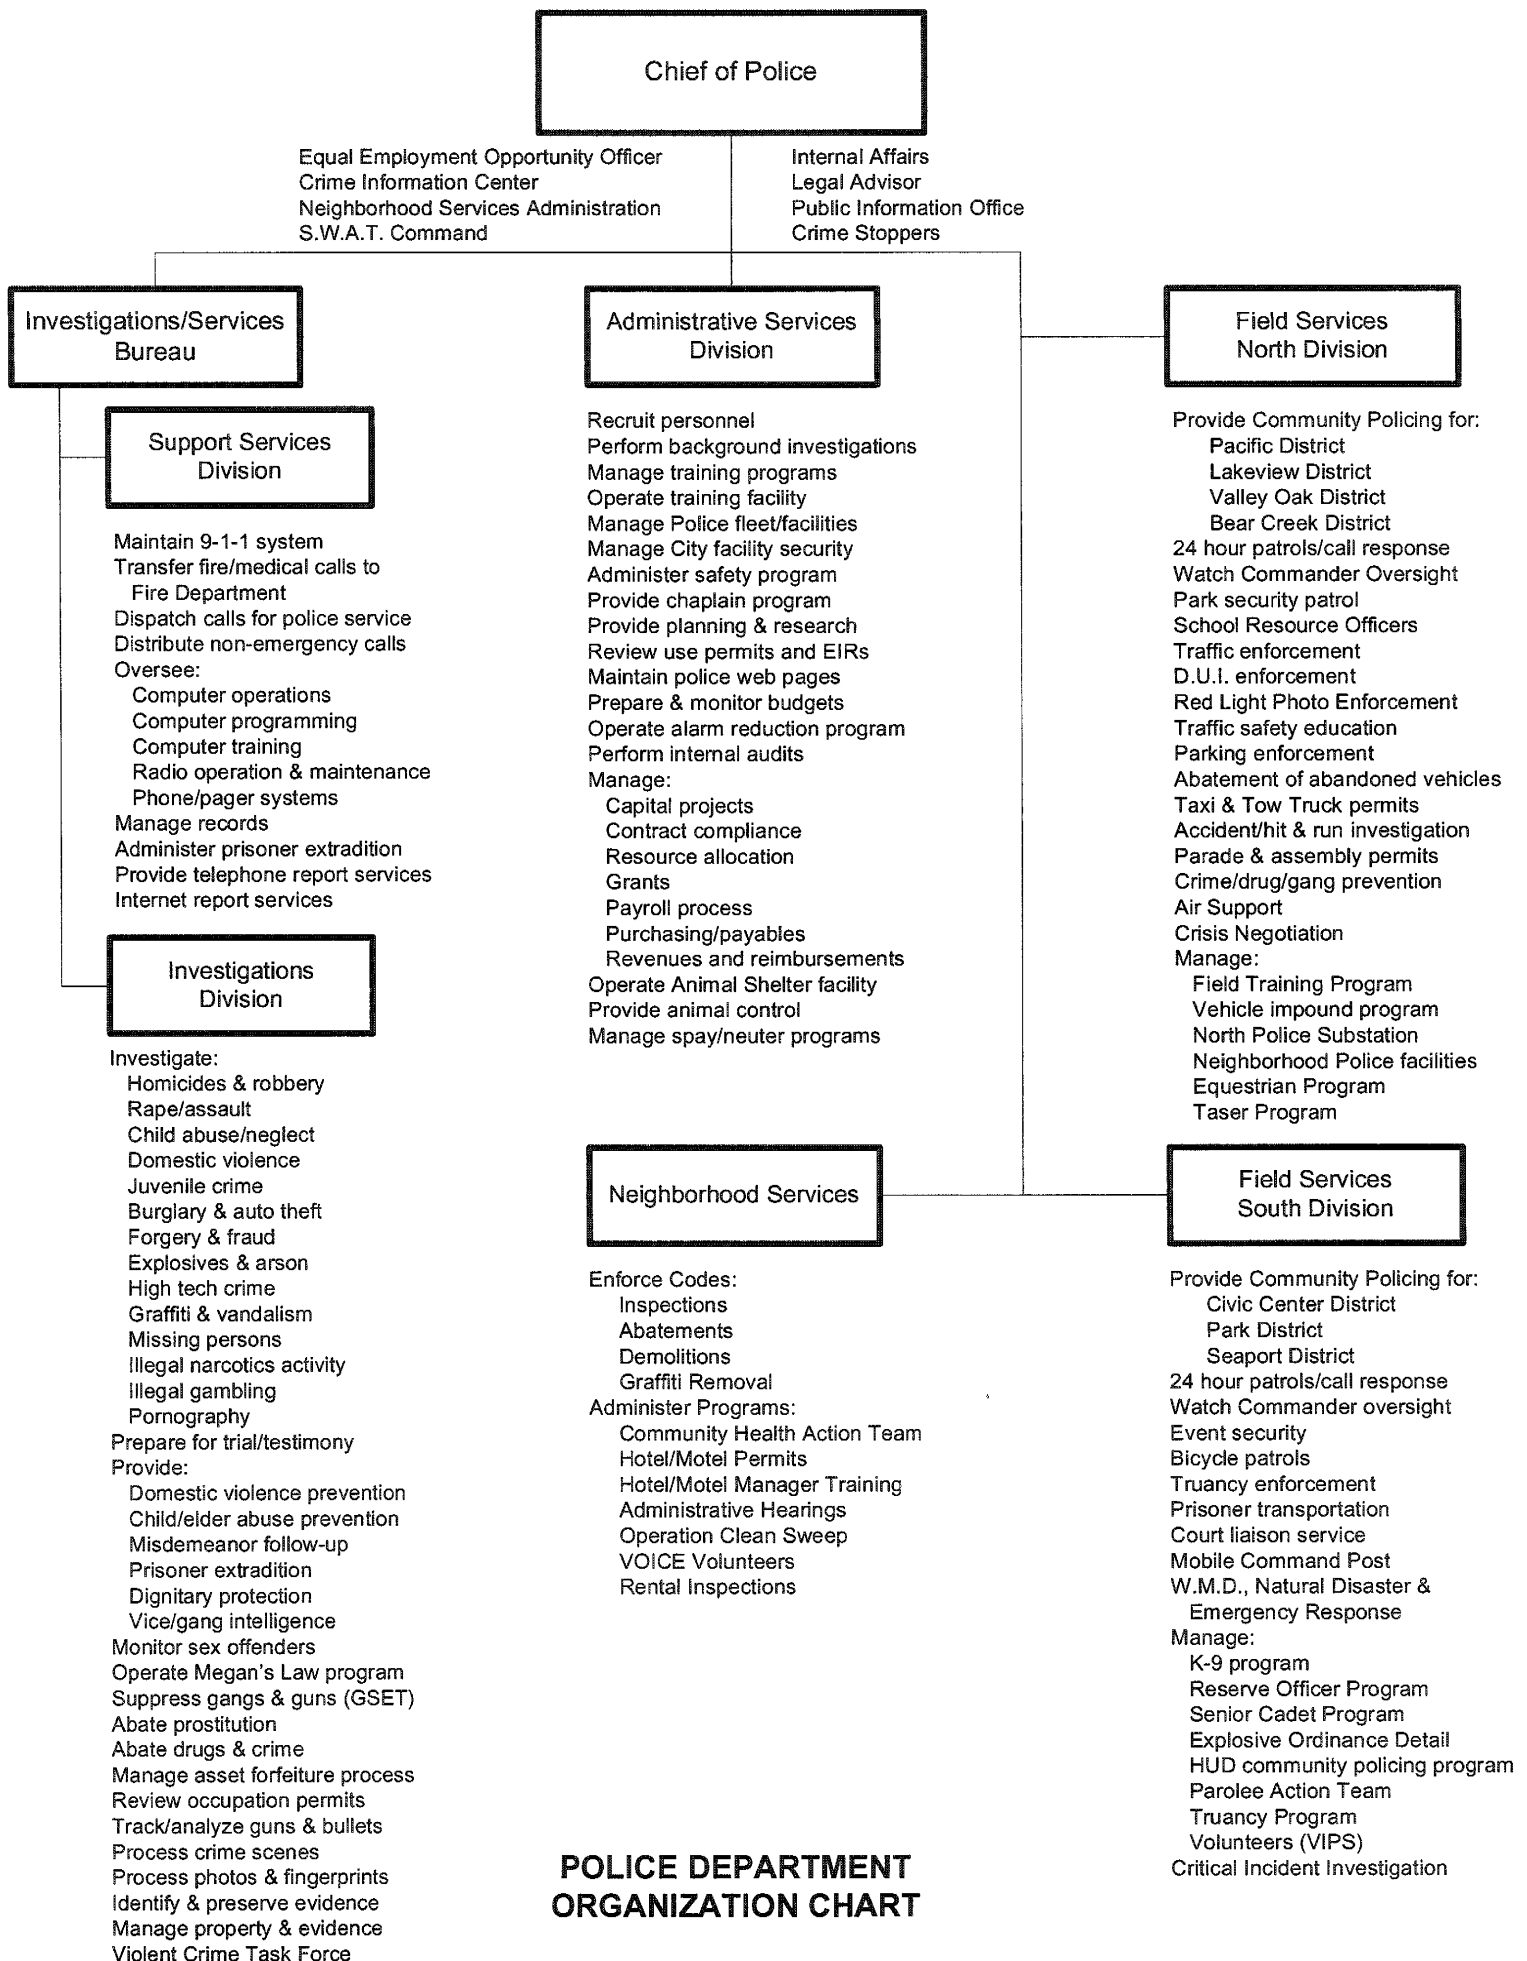 Chief of Police
Equal Employment Opportunity Officer
Crime Information Center
Neighborhood Services Administration
S.W.A.T. Command
Internal Affairs
Legal Advisor
Public Information Office
Crime Stoppers
Investigations/Services
Bureau
Support Services
Division
Maintain 9-1-1 system
Transfer fire/medical calls to
Fire Department
Dispatch calls for police service
Distribute non-emergency calls
Oversee:
Computer operations
Computer programming
Computer training
Radio operation & maintenance
Phone/pager systems
Manage records
Administer prisoner extradition
Provide telephone report services
Internet report services
Investigations
Division
Investigate:
Homicides & robbery
Rape/assault
Child abuse/neglect
Domestic violence
Juvenile crime
Burglary & auto theft
Forgery & fraud
Explosives & arson
High tech crime
Graffiti & vandalism
Missing persons
Illegal narcotics activity
Illegal gambling
Pornography
Prepare for trial/testimony
Provide:
Domestic violence prevention
Child/elder abuse prevention
Misdemeanor follow-up
Prisoner extradition
Dignitary protection
Vice/gang intelligence
Monitor sex offenders
Operate Megan's Law program
Suppress gangs & guns (GSET)
Abate prostitution
Abate drugs & crime
Manage asset forfeiture process
Review occupation permits
Track/analyze guns & bullets
Process crime scenes
Process photos & fingerprints
Identify & preserve evidence
Manage property & evidence
Violent Crime Task Force
Administrative Services
Division
Recruit personnel
Perform background investigations
Manage training programs
Operate training facility
Manage Police fleet/facilities
Manage City facility security
Administer safety program
Provide chaplain program
Provide planning & research
Review use permits and EIRs
Maintain police web pages
Prepare & monitor budgets
Operate alarm reduction program
Perform internal audits
Manage:
Capital projects
Contract compliance
Resource allocation
Grants
Payroll process
Purchasing/payables
Revenues and reimbursements
Operate Animal Shelter facility
Provide animal control
Manage spay/neuter programs
Neighborhood Services
Enforce Codes:
Inspections
Abatements
Demolitions
Graffiti Removal
Administer Programs:
Community Health Action Team
Hotel/Motel Permits
Hotel/Motel Manager Training
Administrative Hearings
Operation Clean Sweep
VOICE Volunteers
Rental Inspections
Field Services
North Division
Provide Community Policing for:
Pacific District
Lakeview District
Valley Oak District
Bear Creek District
24 hour patrols/call response
Watch Commander Oversight
Park security patrol
School Resource Officers
Traffic enforcement
D.U.I. enforcement
Red Light Photo Enforcement
Traffic safety education
Parking enforcement
Abatement of abandoned vehicles
Taxi & Tow Truck permits
Accident/hit & run investigation
Parade & assembly permits
Crime/drug/gang prevention
Air Support
Crisis Negotiation
Manage:
Field Training Program
Vehicle impound program
North Police Substation
Neighborhood Police facilities
Equestrian Program
Taser Program
Field Services
South Division
Provide Community Policing for:
Civic Center District
Park District
Seaport District
24 hour patrols/call response
Watch Commander oversight
Event security
Bicycle patrols
Truancy enforcement
Prisoner transportation
Court liaison service
Mobile Command Post
W.M.D., Natural Disaster &
Emergency Response
Manage:
K-9 program
Reserve Officer Program
Senior Cadet Program
Explosive Ordinance Detail
HUD community policing program
Parolee Action Team
Truancy Program
Volunteers (VIPS)
Critical Incident Investigation
POLICE DEPARTMENT
ORGANIZATION CHART